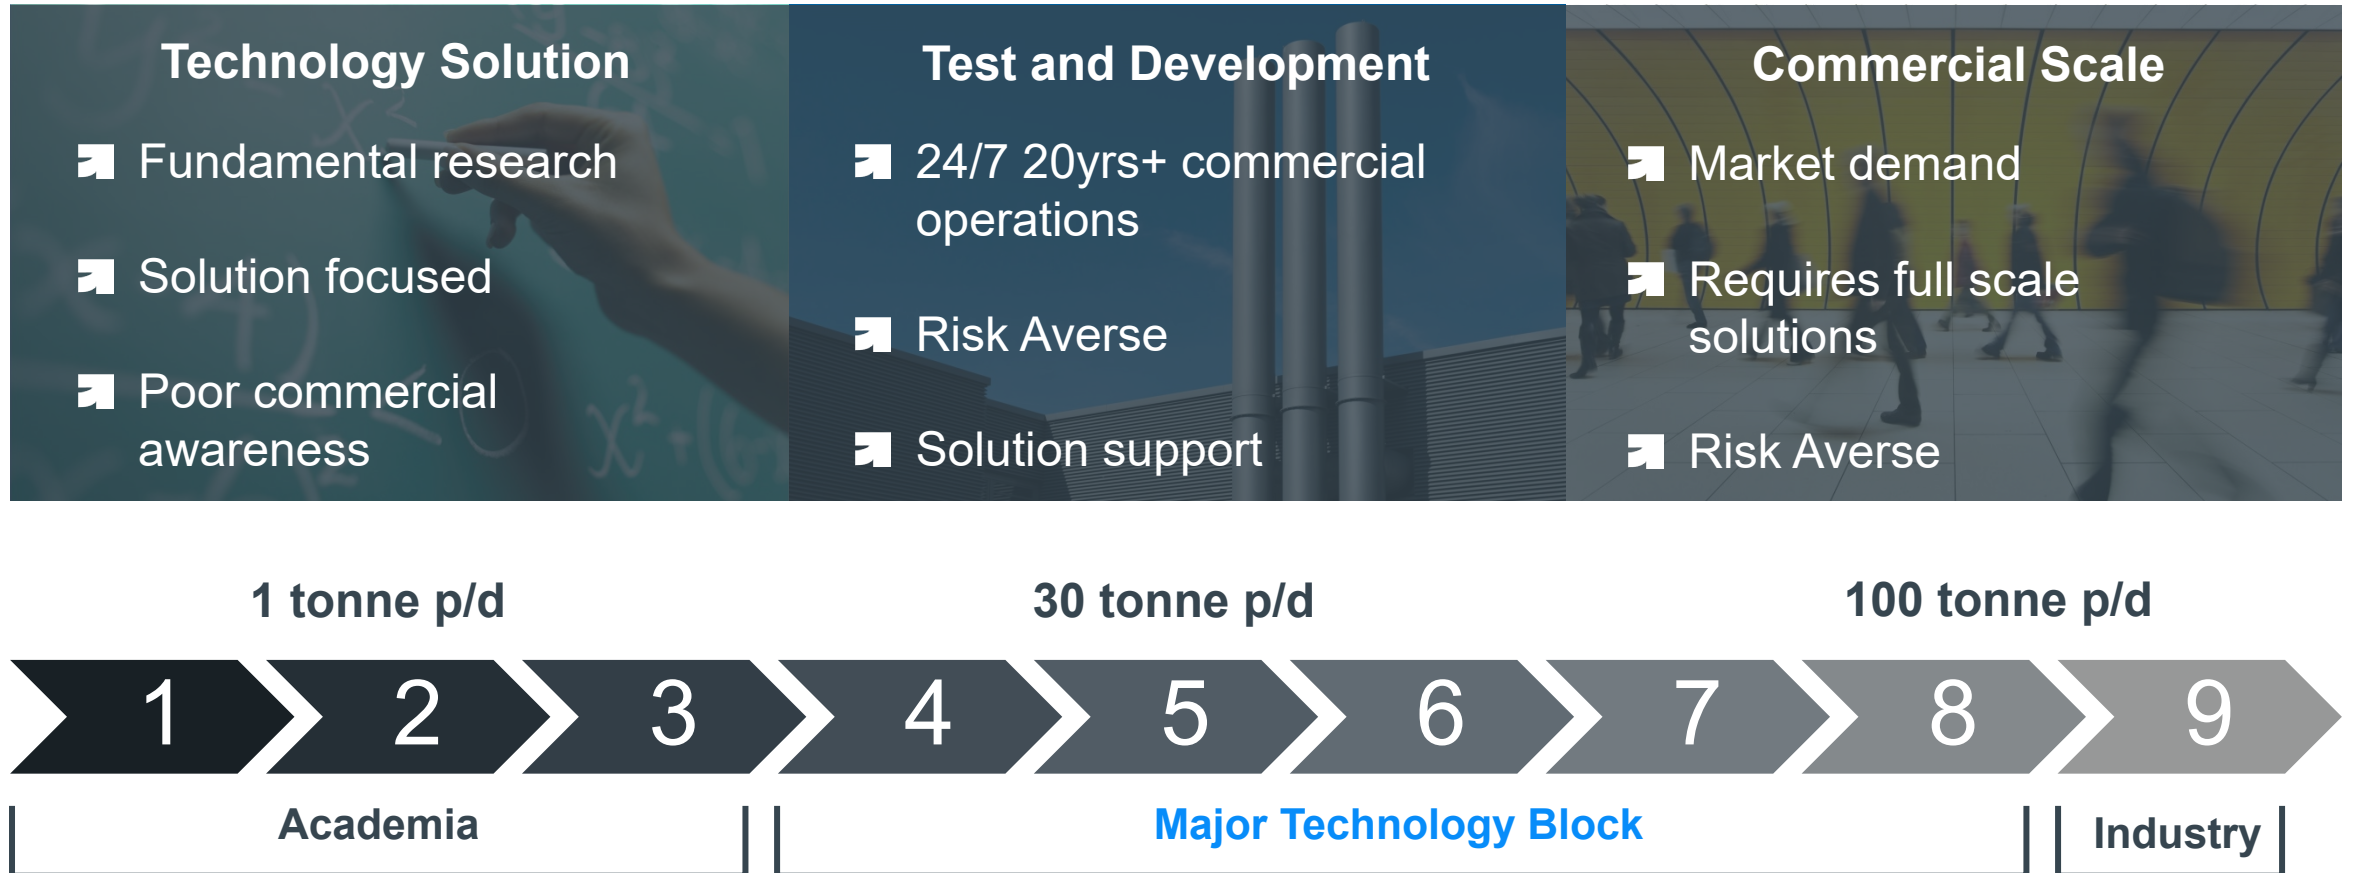 Technology Solution
Fundamental research
Solution focused
Poor commercial
awareness
Test and Development
24/7 20yrs+ commercial
operations
Risk Averse
Solution support
Commercial Scale
Market demand
Requires full scale
solutions
Risk Averse
1 tonne p/d
30 tonne p/d
100 tonne p/d
1 2 3 4 5 6 7 8 9
Academia
Major Technology Block
Industry